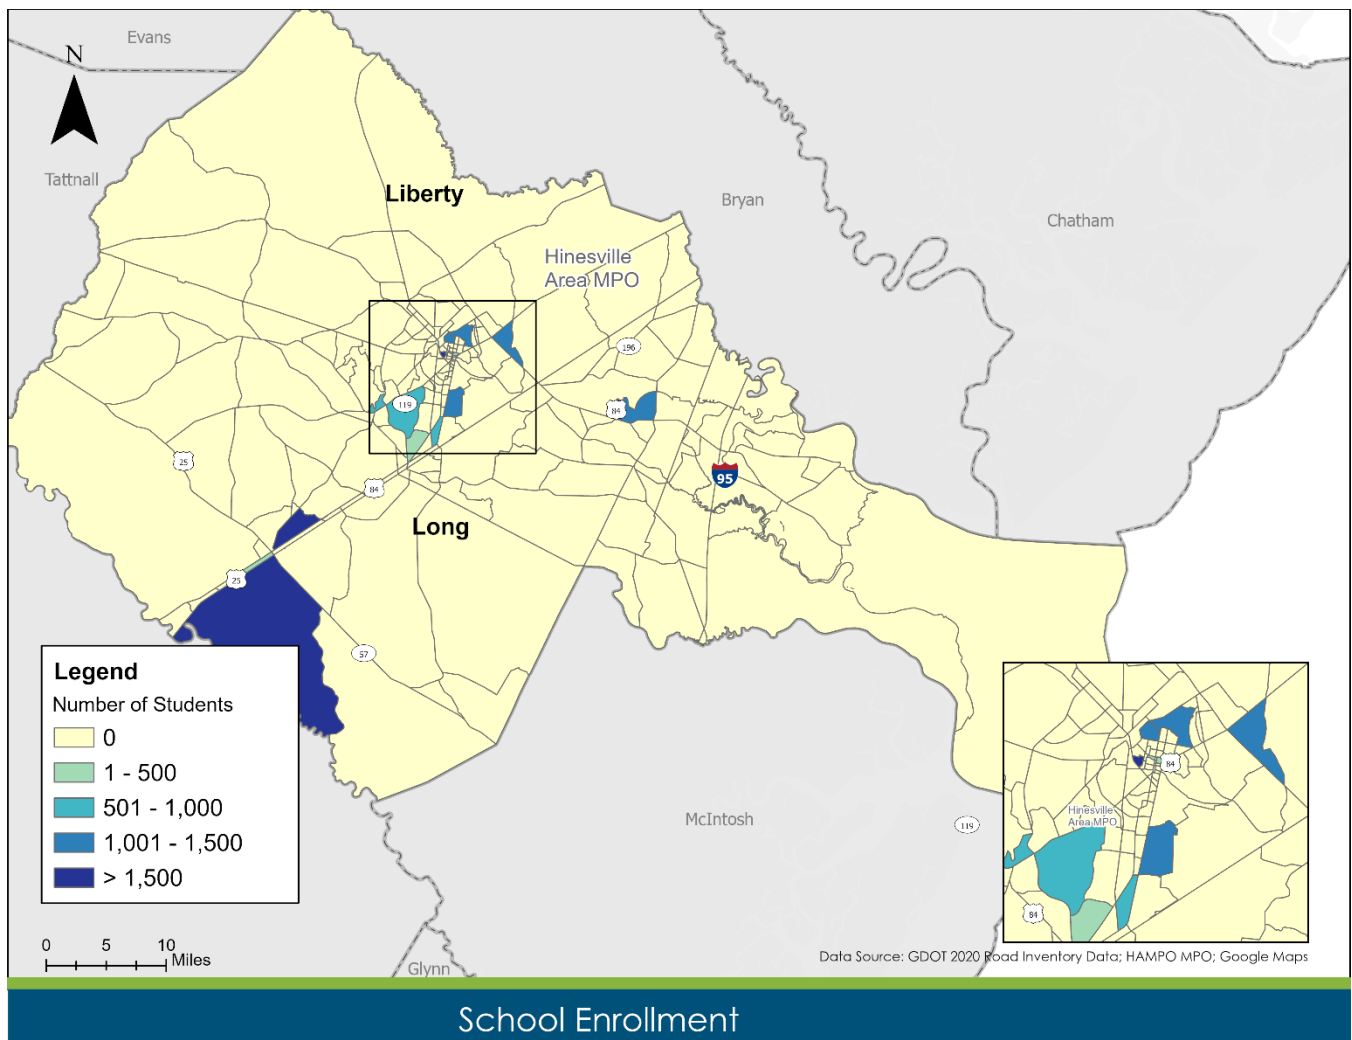 Evans
N
Tattnall
Liberty
Bryan
Chatham
Hinesville
Area MPO
196
119
84
25
84
95
Long
25
57
Legend
Number of Students
0
1 - 500
501 - 1,000
1,001 - 1,500
> 1,500
McIntosh
119
84
Hinesville
Area MPO
84
0 5 10
Miles
Glynn
Data Source: GDOT 2020 Road Inventory Data; HAMPO MPO; Google Maps
School Enrollment